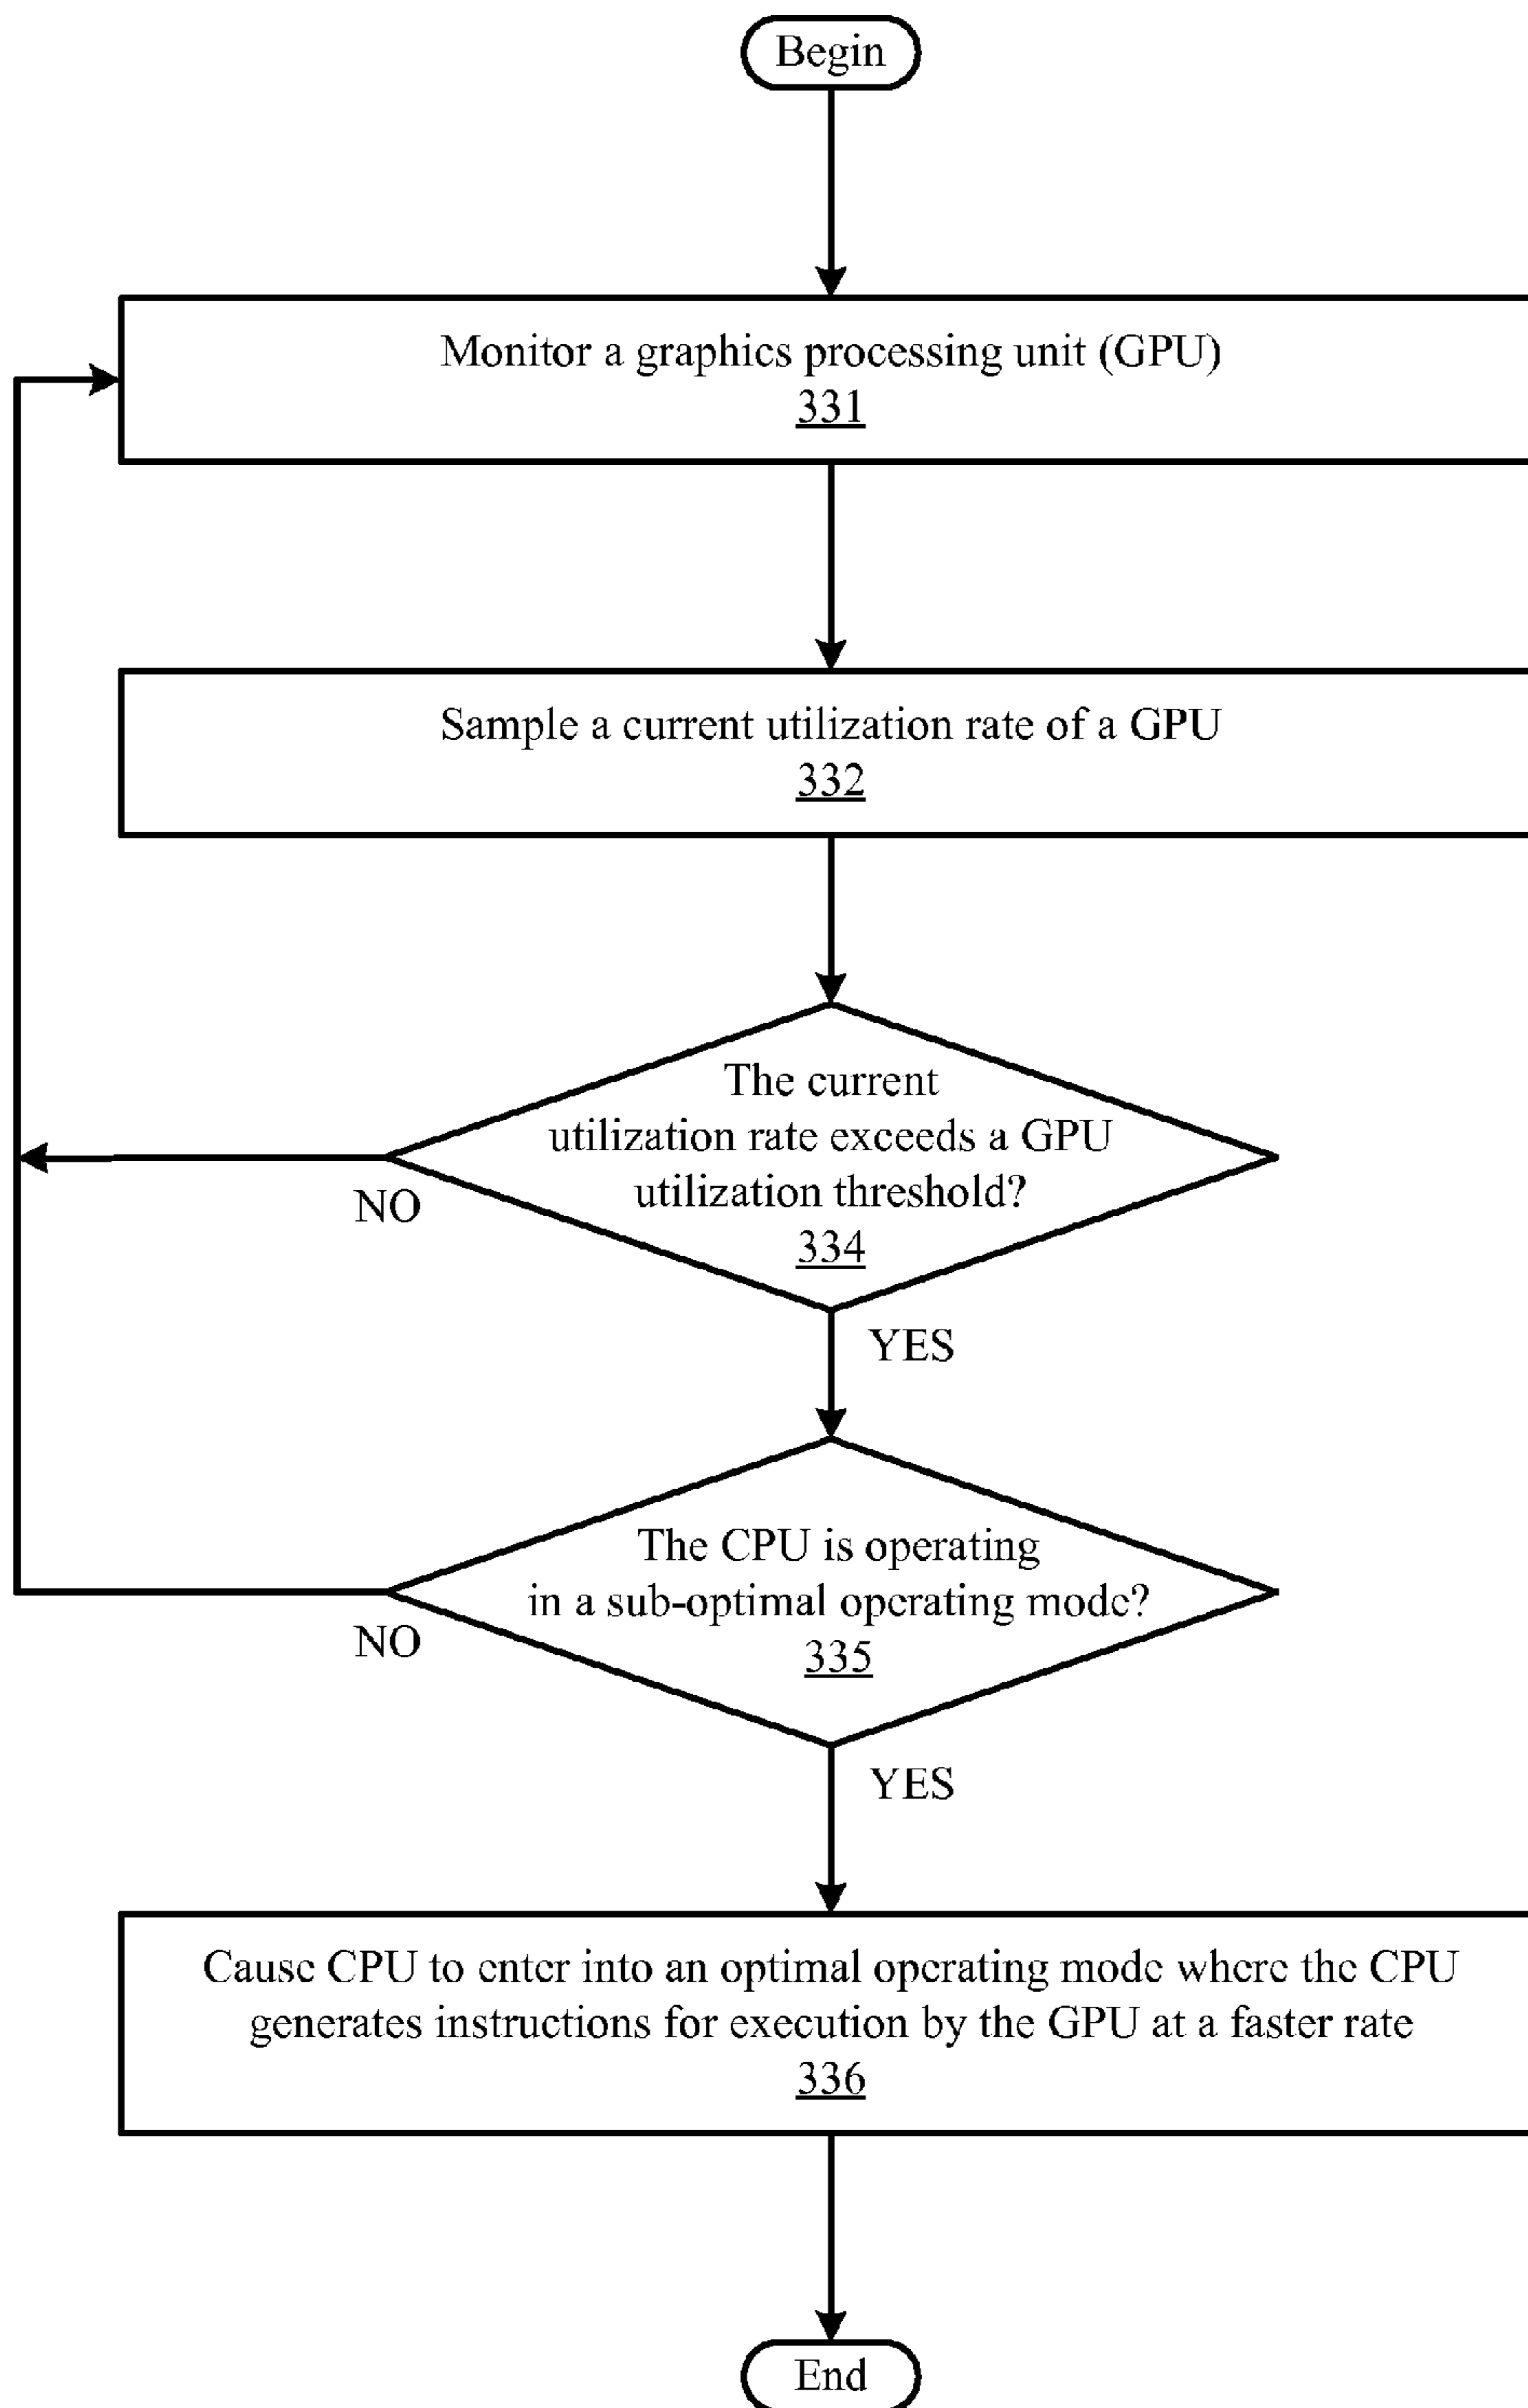 Begin
Monitor a graphics processing unit (GPU)
331
Sample a current utilization rate of a GPU
332
The current
utilization rate exceeds a GPU
utilization threshold?
334
NO
YES
The CPU is operating
in a sub-optimal operating mode?
335
NO
YES
Cause CPU to enter into an optimal operating mode where the CPU
generates instructions for execution by the GPU at a faster rate
336
End